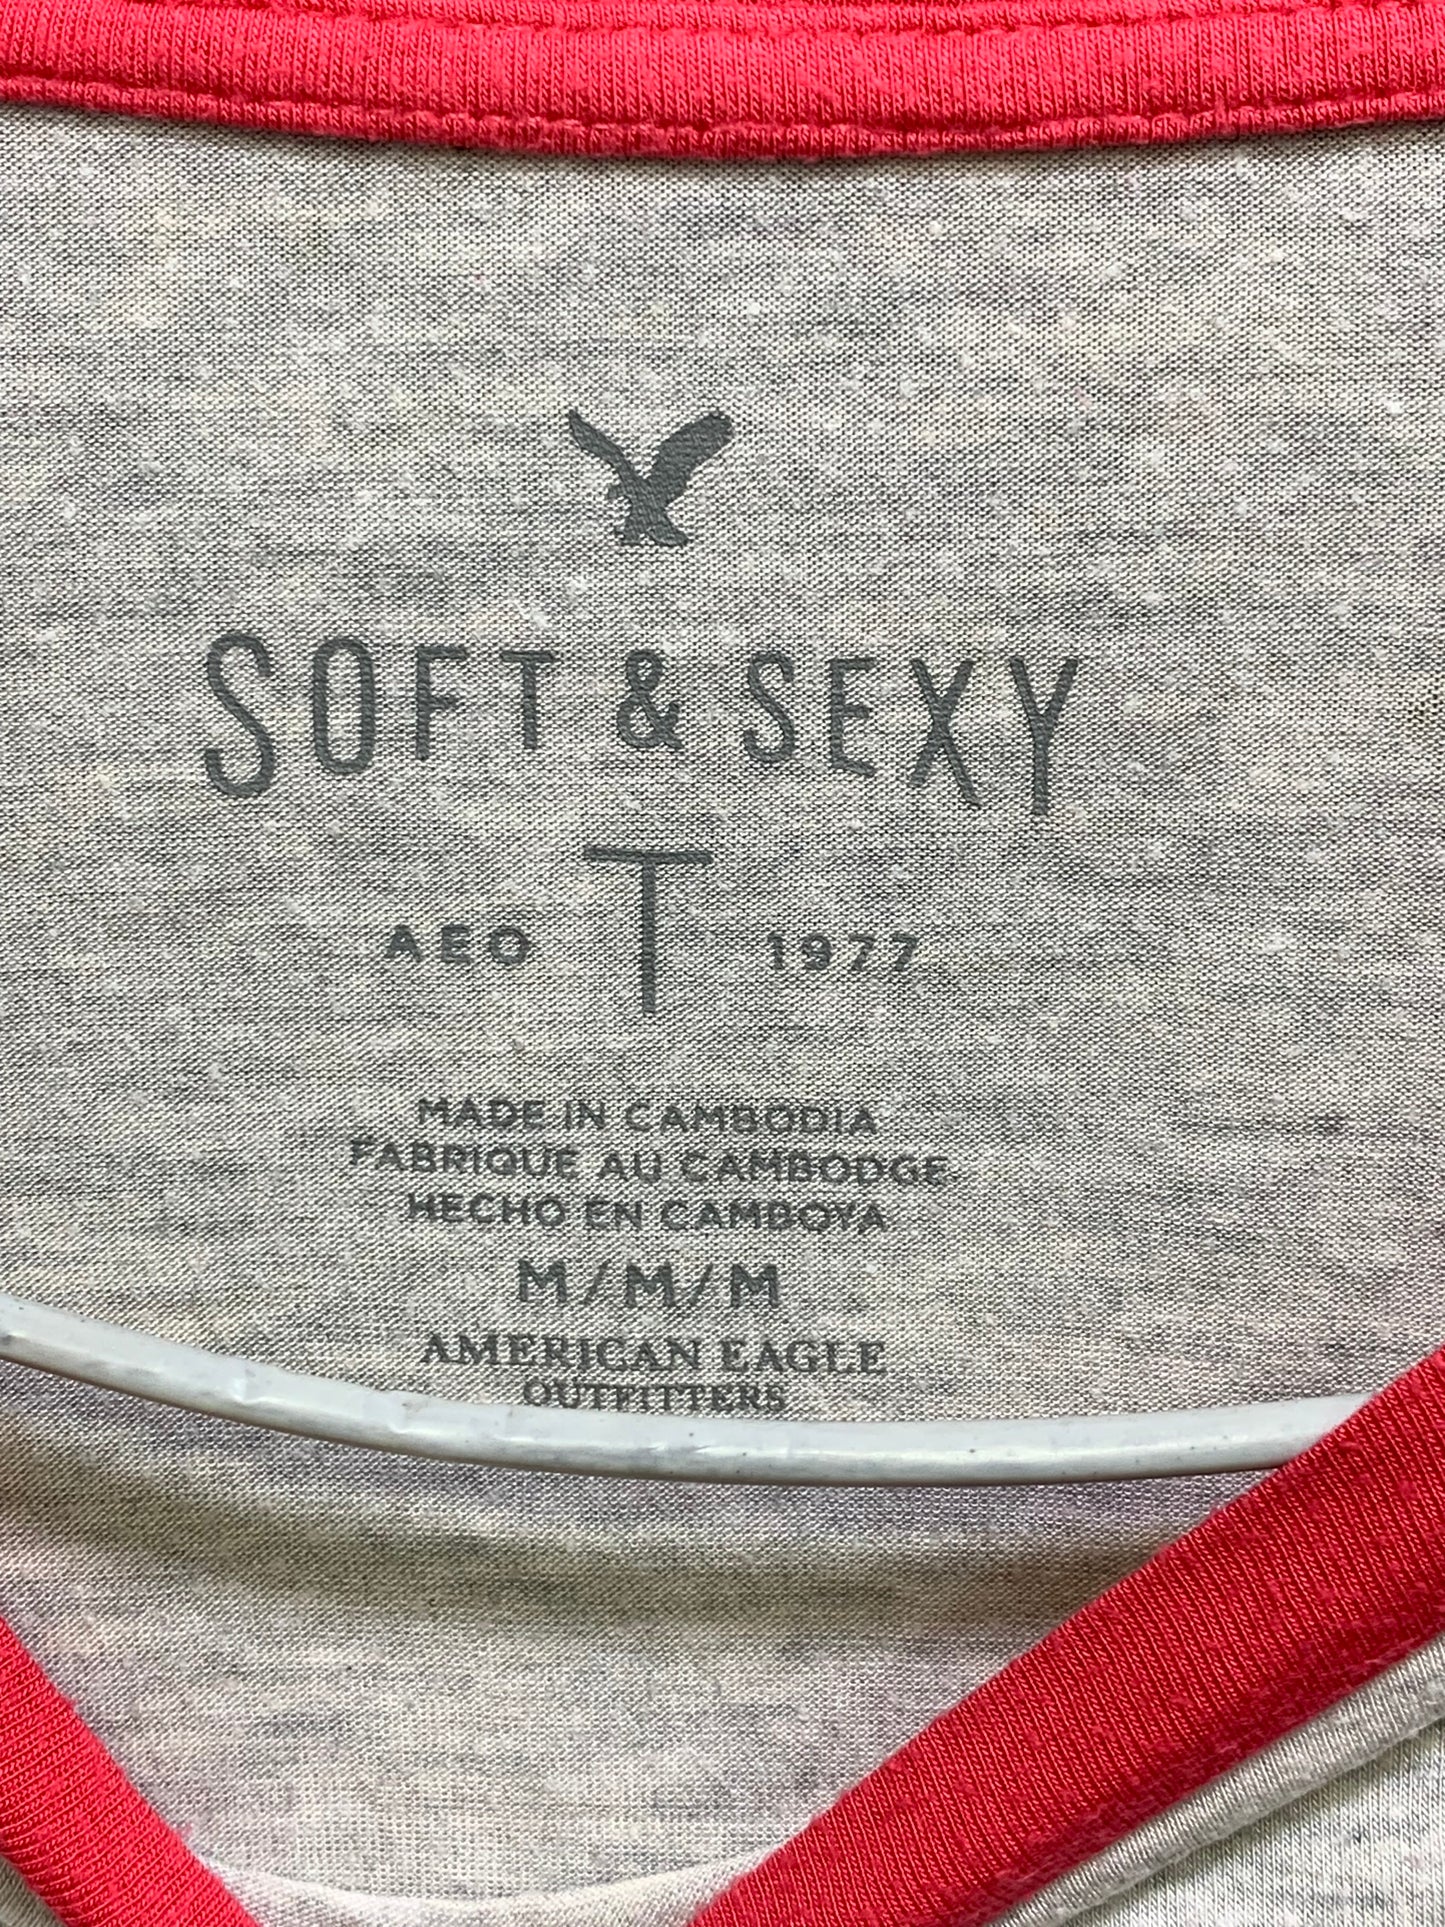 SOFT & SEXY
T
AEO 1977
MADE IN CAMBODIA
FABRIQUE AU CAMBODGE
HECHO EN CAMBOYA
M/M/M
AMERICAN EAGLE
OUTFITTERS